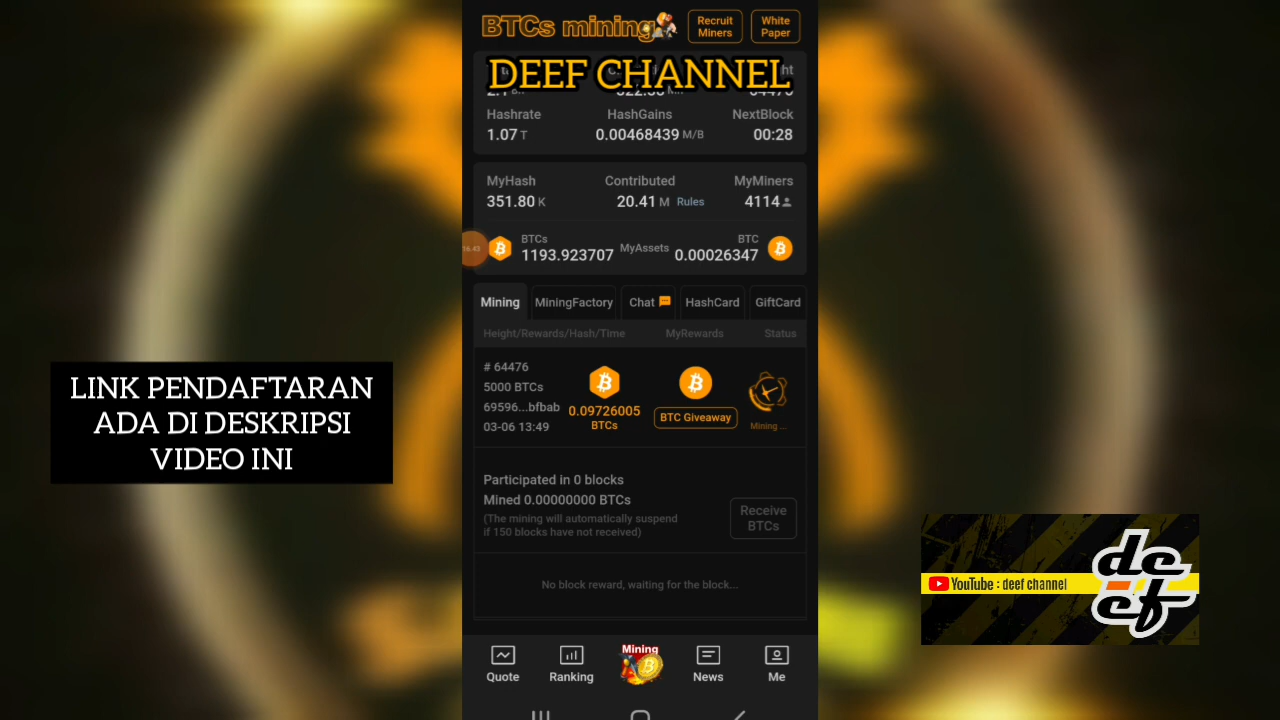 BTCs mining
Recruit
Miners
White
Paper
DEEF CHANNEL
Hashrate
HashGains
NextBlock
1.07 T
0.00468439 M/B
00:28
MyHash
Contributed
MyMiners
351.80 K
20.41 M Rules
4114
16.43
BTCs
1193.923707
MyAssets
BTC
0.00026347
Mining
MiningFactory
Chat
HashCard
GiftCard
Height/Rewards/Hash/Time
MyRewards
Status
# 64476
5000 BTCs
69596...bfbab
03-06 13:49
0.09726005
BTCs
BTC Giveaway
Mining ...
Participated in 0 blocks
Mined 0.00000000 BTCs
(The mining will automatically suspend
if 150 blocks have not received)
Receive
BTCs
No block reward, waiting for the block...
Quote
Ranking
Mining
News
Me
LINK PENDAFTARAN
ADA DI DESKRIPSI
VIDEO INI
YouTube : deef channel
de
ef